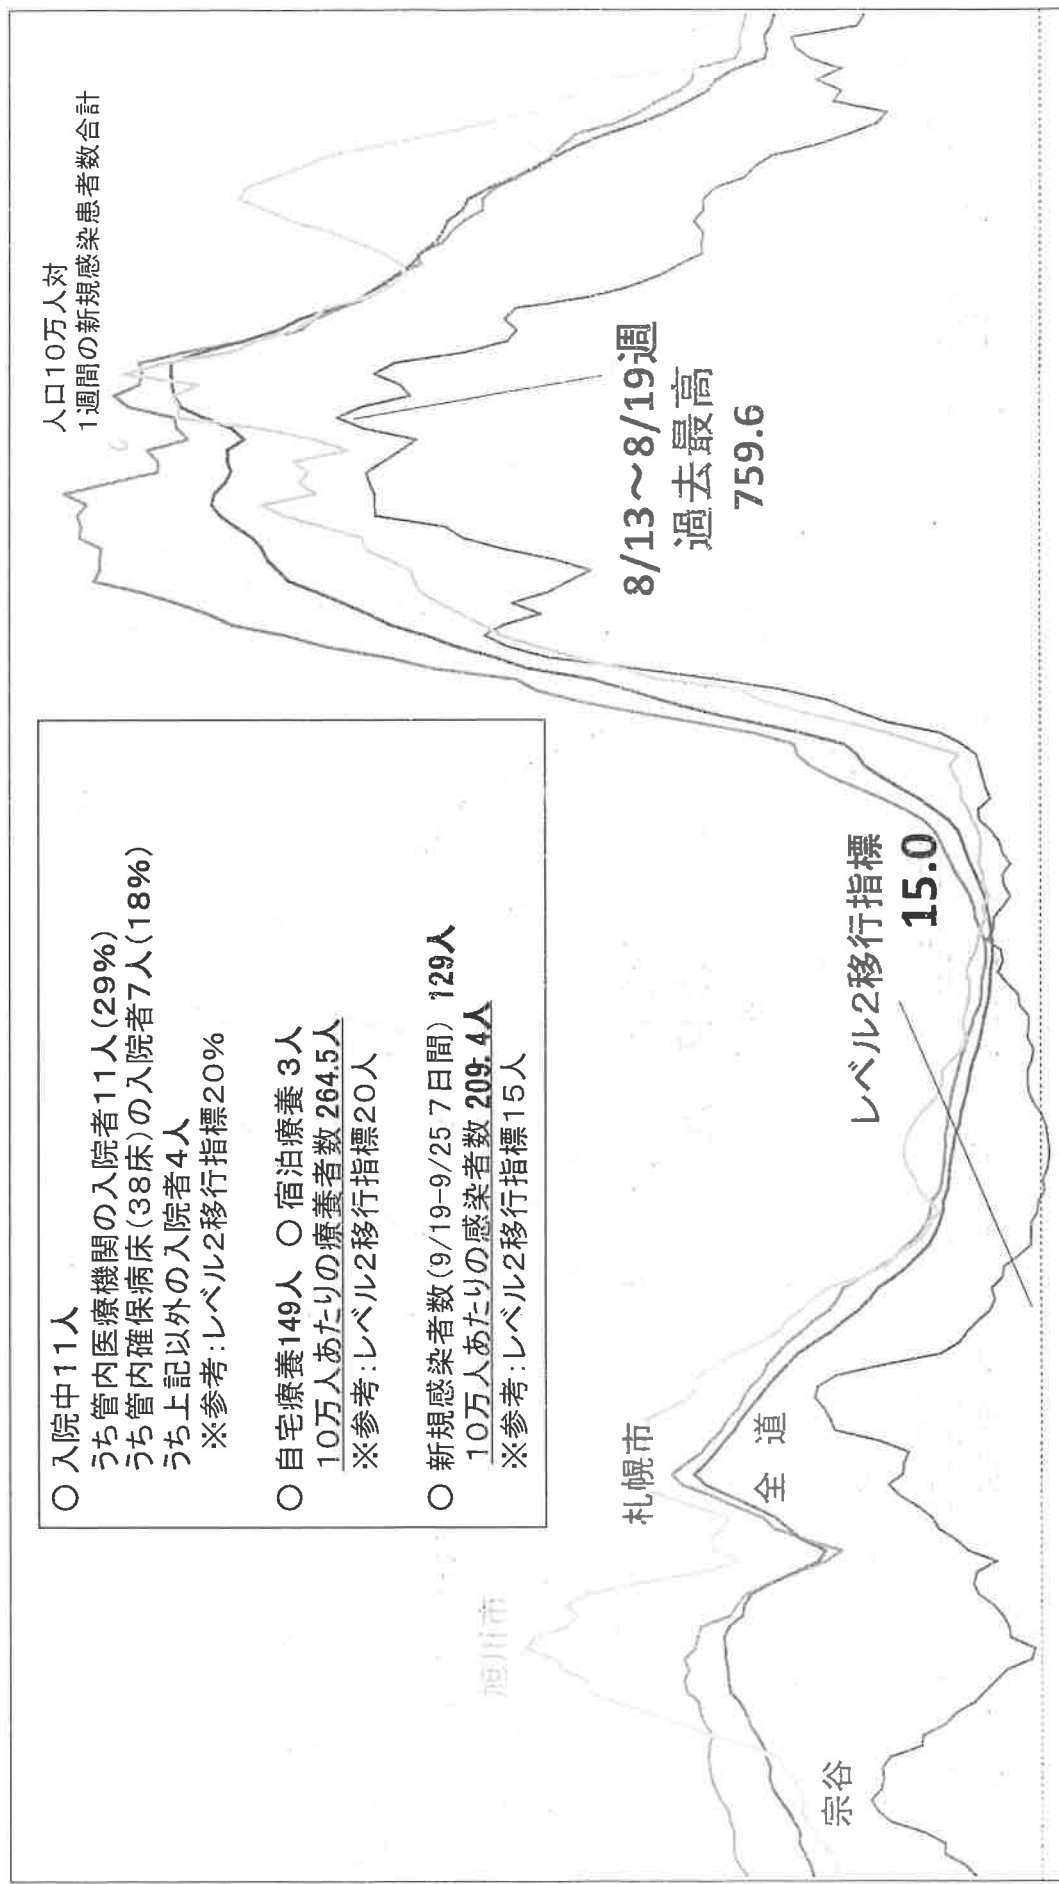 人口10万人対
1週間の新規感染患者数合計
○ 入院中11人
うち管内医療機関の入院者11人(29%)
うち管内確保病床(38床)の入院者7人(18%)
うち上記以外の入院者4人
※参考:レベル2移行指標20%
○ 自宅療養149人 ○ 宿泊療養3人
10万人あたりの療養者数 264.5人
※参考:レベル2移行指標20人
○ 新規感染者数(9/19-9/25 7日間) 129人
10万人あたりの感染者数 209.4人
※参考:レベル2移行指標15人
8/13～8/19週
過去最高
759.6
旭川市
札幌市
全 道
宗谷
レベル2移行指標
15.0